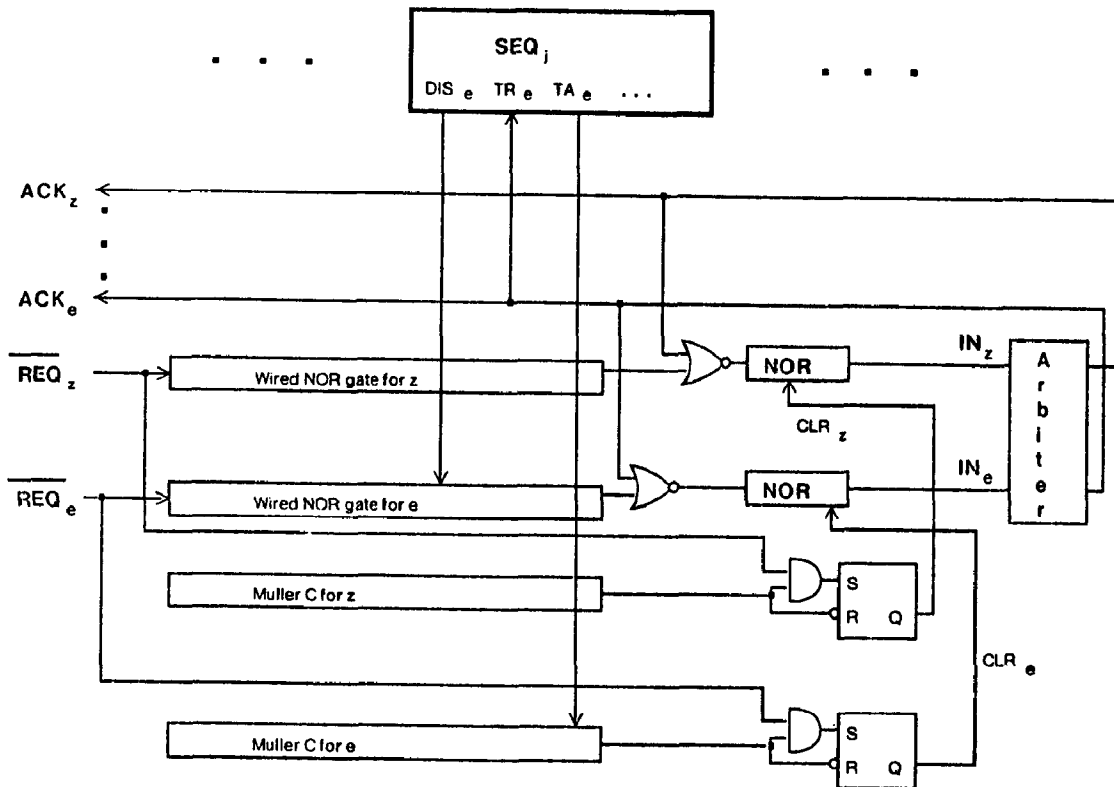 SEQ j
DIS e TR e TA e ...
ACK z
ACK e
REQ z
Wired NOR gate for z
NOR
IN z
Arbiter
CLR z
REQ e
Wired NOR gate for e
NOR
IN e
Muller C for z
S
R Q
CLR e
Muller C for e
S
R Q